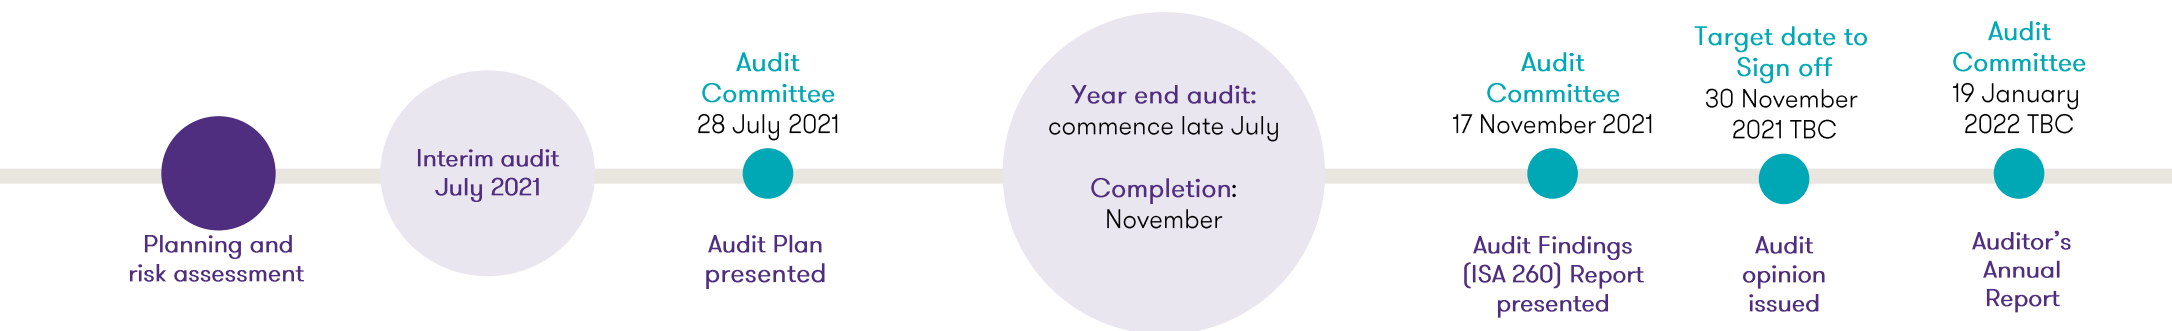 Planning and
risk assessment
Interim audit
July 2021
Audit
Committee
28 July 2021
Audit Plan
presented
Year end audit:
commence late July
Completion:
November
Audit
Committee
17 November 2021
Audit Findings
(ISA 260) Report
presented
Target date to
Sign off
30 November
2021 TBC
Audit
opinion
issued
Audit
Committee
19 January
2022 TBC
Auditor's
Annual
Report